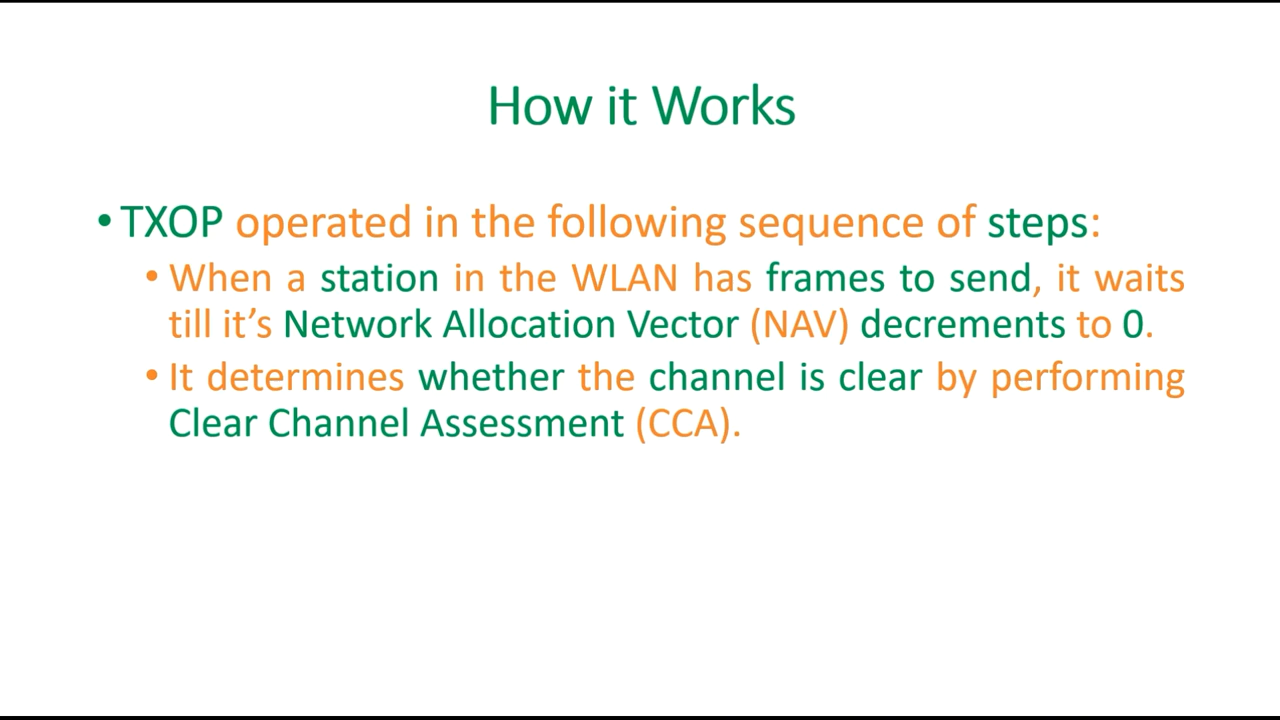 How it Works
• TXOP operated in the following sequence of steps:
• When a station in the WLAN has frames to send, it waits
till it’s Network Allocation Vector (NAV) decrements to 0.
• It determines whether the channel is clear by performing
Clear Channel Assessment (CCA).